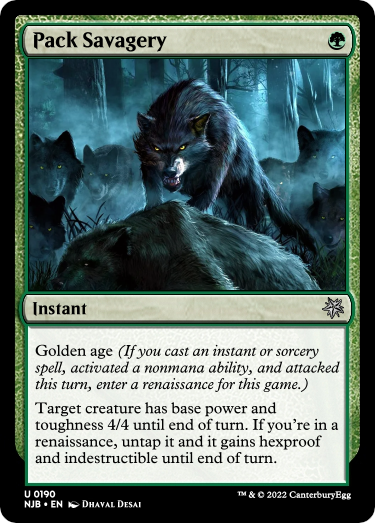 Pack Savagery
Instant
Golden age (If you cast an instant or sorcery
spell, activated a nonmana ability, and attacked
this turn, enter a renaissance for this game.)
Target creature has base power and
toughness 4/4 until end of turn. If you're in a
renaissance, untap it and it gains hexproof
and indestructible until end of turn.
U 0190
NJB • EN Dhaval Desai
™ & © 2022 CanterburyEgg